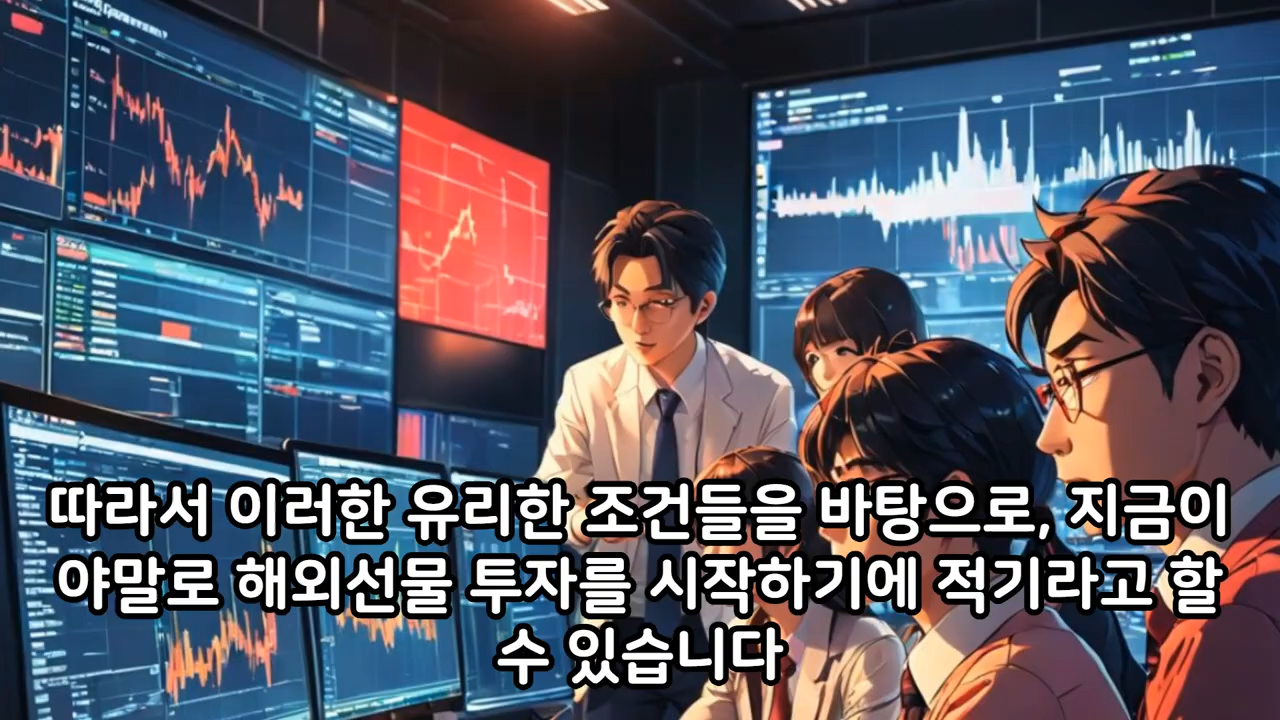 따라서 이러한 유리한 조건들을 바탕으로, 지금이
야말로 해외선물 투자를 시작하기에 적기라고 할
수 있습니다